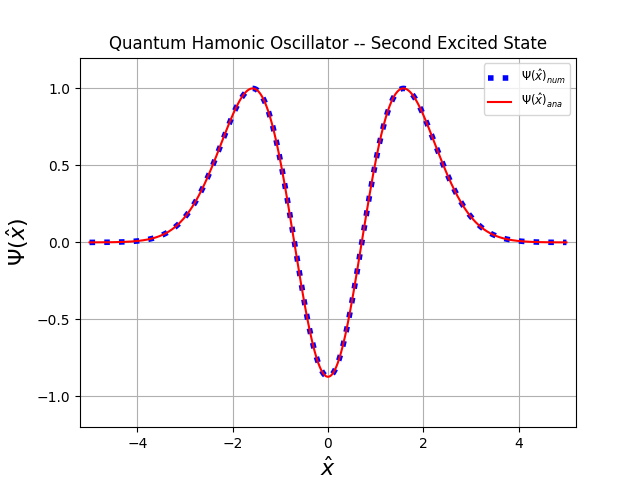 Quantum Hamonic Oscillator -- Second Excited State
Ψ(x̂)
1.0
0.5
0.0
−0.5
−1.0
Ψ(x̂)num
Ψ(x̂)ana
−4
−2
0
2
4
x̂